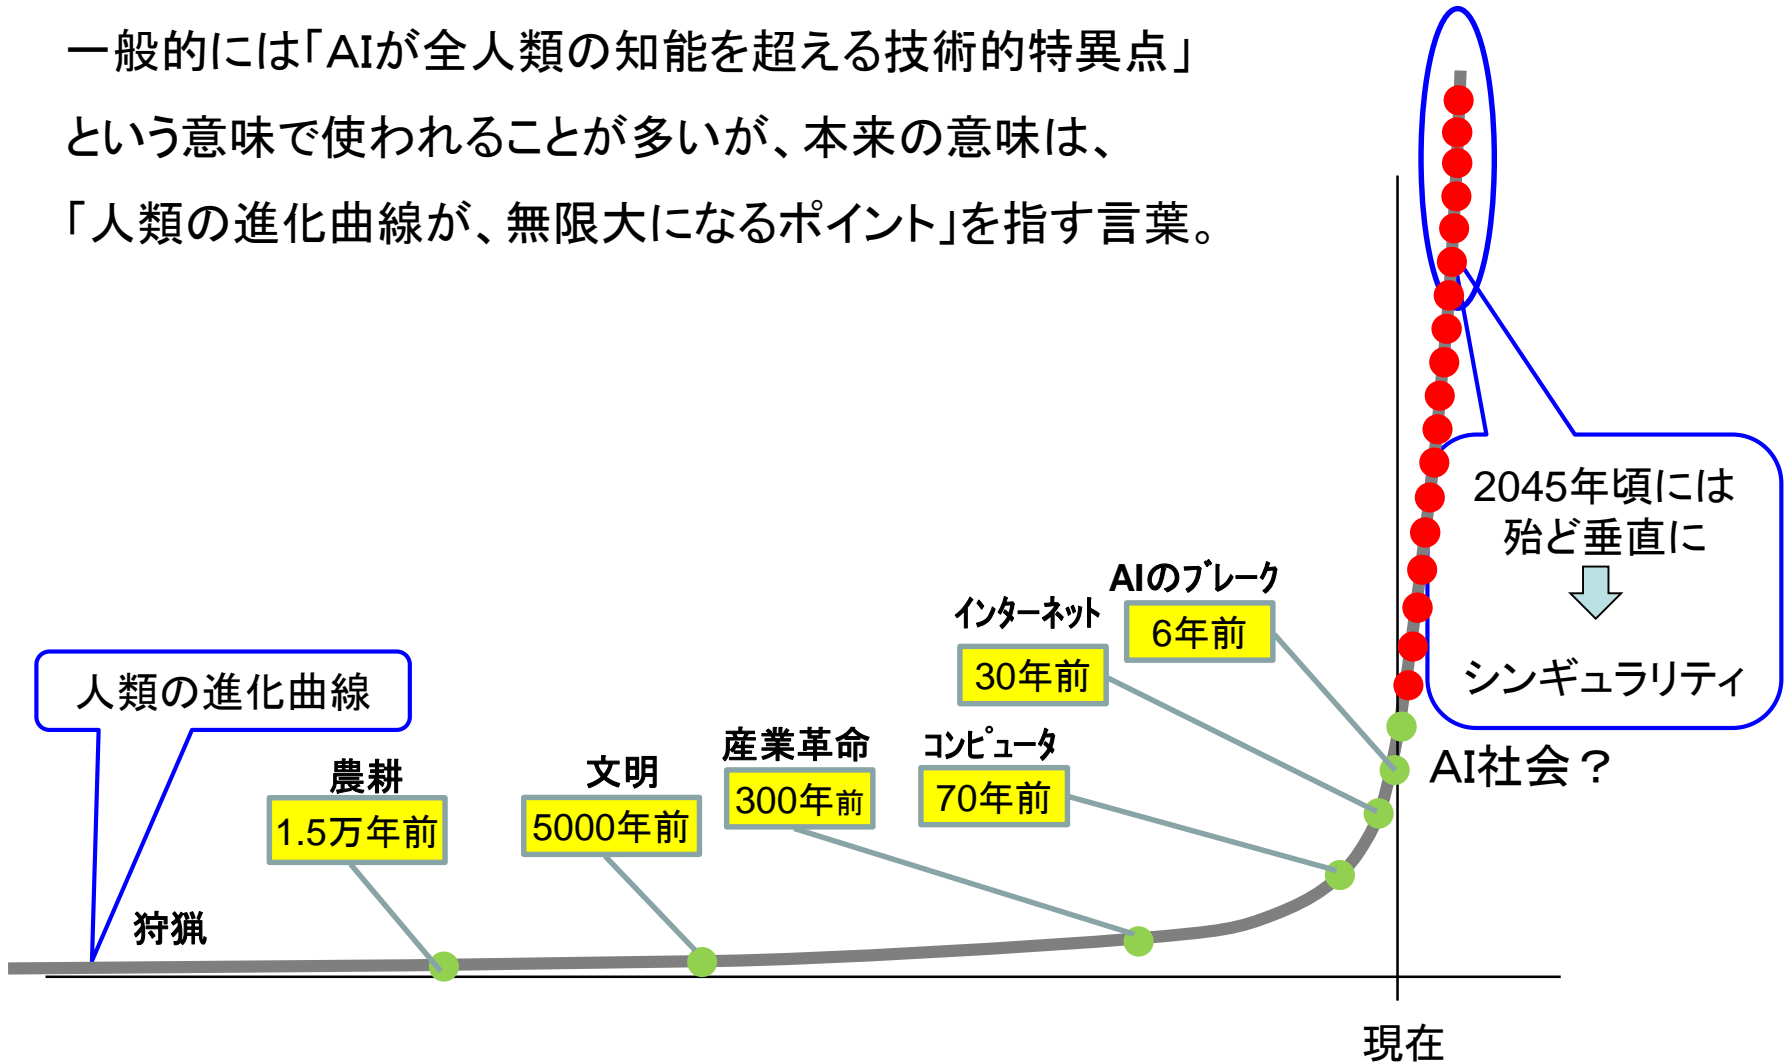 一般的には｢AIが全人類の知能を超える技術的特異点｣
という意味で使われることが多いが、本来の意味は、
｢人類の進化曲線が、無限大になるポイント｣を指す言葉。
2045年頃には
殆ど垂直に
シンギュラリティ
AIのﾌﾞﾚｰｸ
6年前
ｲﾝﾀｰﾈｯﾄ
30年前
人類の進化曲線
産業革命
300年前
ｺﾝﾋﾟｭｰﾀ
70年前
農耕
1.5万年前
文明
5000年前
AI社会？
狩猟
現在